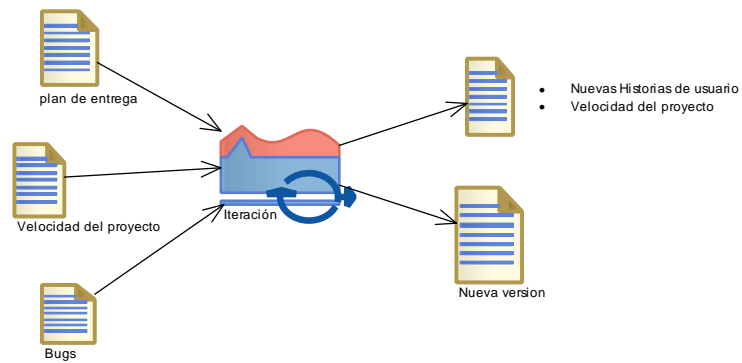 plan de entrega
Velocidad del proyecto
Bugs
Iteración
• Nuevas Historias de usuario
• Velocidad del proyecto
Nueva version